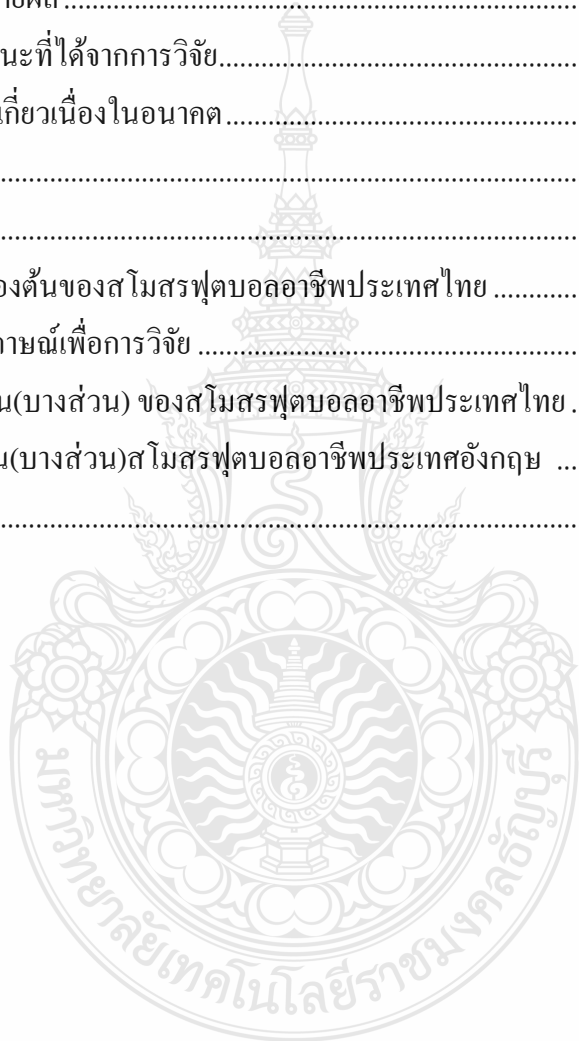 นะที่ได้จากการวิจัย....................................................
เกี่ยวเนื่องในอนาคต....................................................
................................................................................
................................................................................
องต้นของสโมสรฟุตบอลอาชีพประเทศไทย ............
าษณ์เพื่อการวิจัย ........................................................
น(บางส่วน) ของสโมสรฟุตบอลอาชีพประเทศไทย .
น(บางส่วน)สโมสรฟุตบอลอาชีพประเทศอังกฤษ ...
................................................................................
มหาวิทยาลัยเทคโนโลยีราชมงคลธัญบุรี